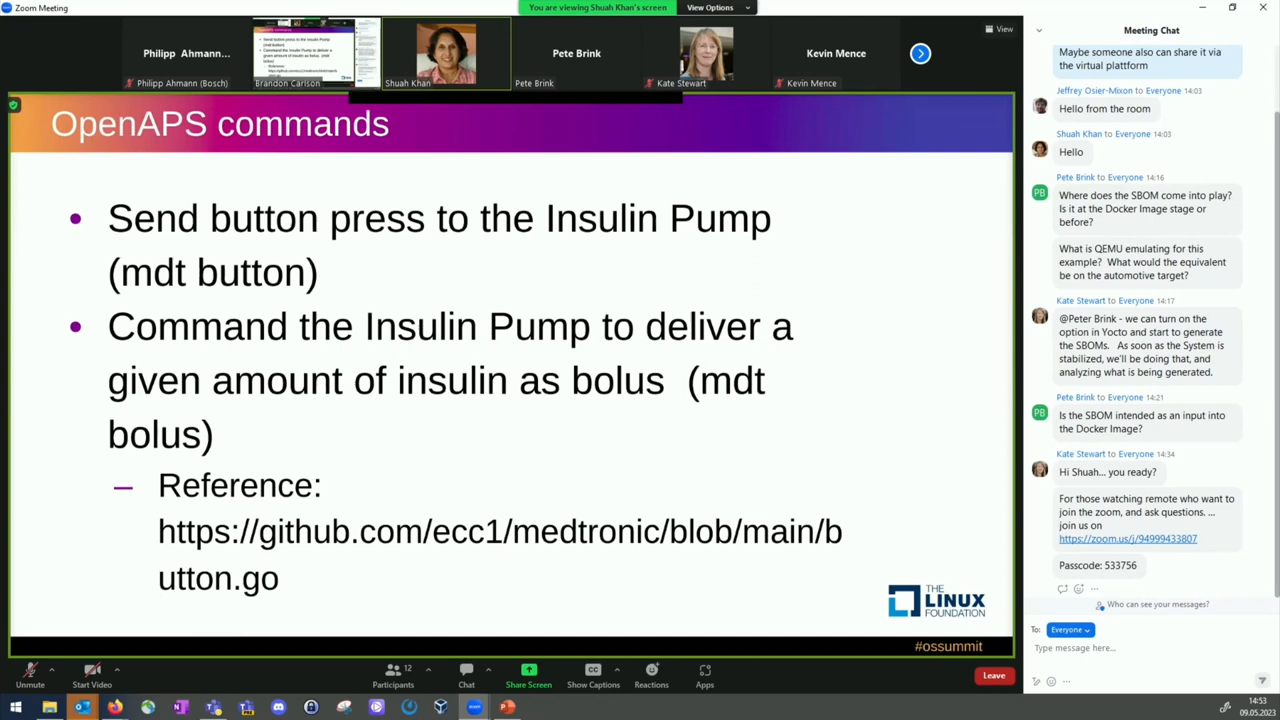 Zoom Meeting
You are viewing Shuah Khan's screen
View Options
View
Philipp Ahmann...
Pete Brink
Kevin Mence
Philipp Ahmann (Bosch)
Brandon Carlson
Shuah Khan
Pete Brink
Kate Stewart
Kevin Mence
OpenAPS commands
• Send button press to the Insulin Pump
(mdt button)
• Command the Insulin Pump to deliver a
given amount of insulin as bolus (mdt
bolus)
– Reference:
https://github.com/ecc1/medtronic/blob/main/b
utton.go
THE
LINUX
FOUNDATION
#ossummit
Meeting Chat
Maybe someone also can share it via
the virtual plattform
Jeffrey Osier-Mixon to Everyone 14:03
Hello from the room
Shuah Khan to Everyone 14:03
Hello
Pete Brink to Everyone 14:16
PB
Where does the SBOM come into play?
Is it at the Docker Image stage or
before?
What is QEMU emulating for this
example? What would the equivalent
be on the automotive target?
Kate Stewart to Everyone 14:17
@Peter Brink - we can turn on the
option in Yocto and start to generate
the SBOMs. As soon as the System is
stabilized, we'll be doing that, and
analyzing what is being generated.
Pete Brink to Everyone 14:21
PB
Is the SBOM intended as an input into
the Docker Image?
Kate Stewart to Everyone 14:34
Hi Shuah... you ready?
For those watching remote who want to
join the zoom, and ask questions. ...
join us on
https://zoom.us/j/94999433807
Passcode: 533756
Who can see your messages?
To: Everyone
Type message here...
Unmute
Start Video
12
Participants
Chat
Share Screen
Show Captions
Reactions
Apps
Leave
14:53
09.05.2023